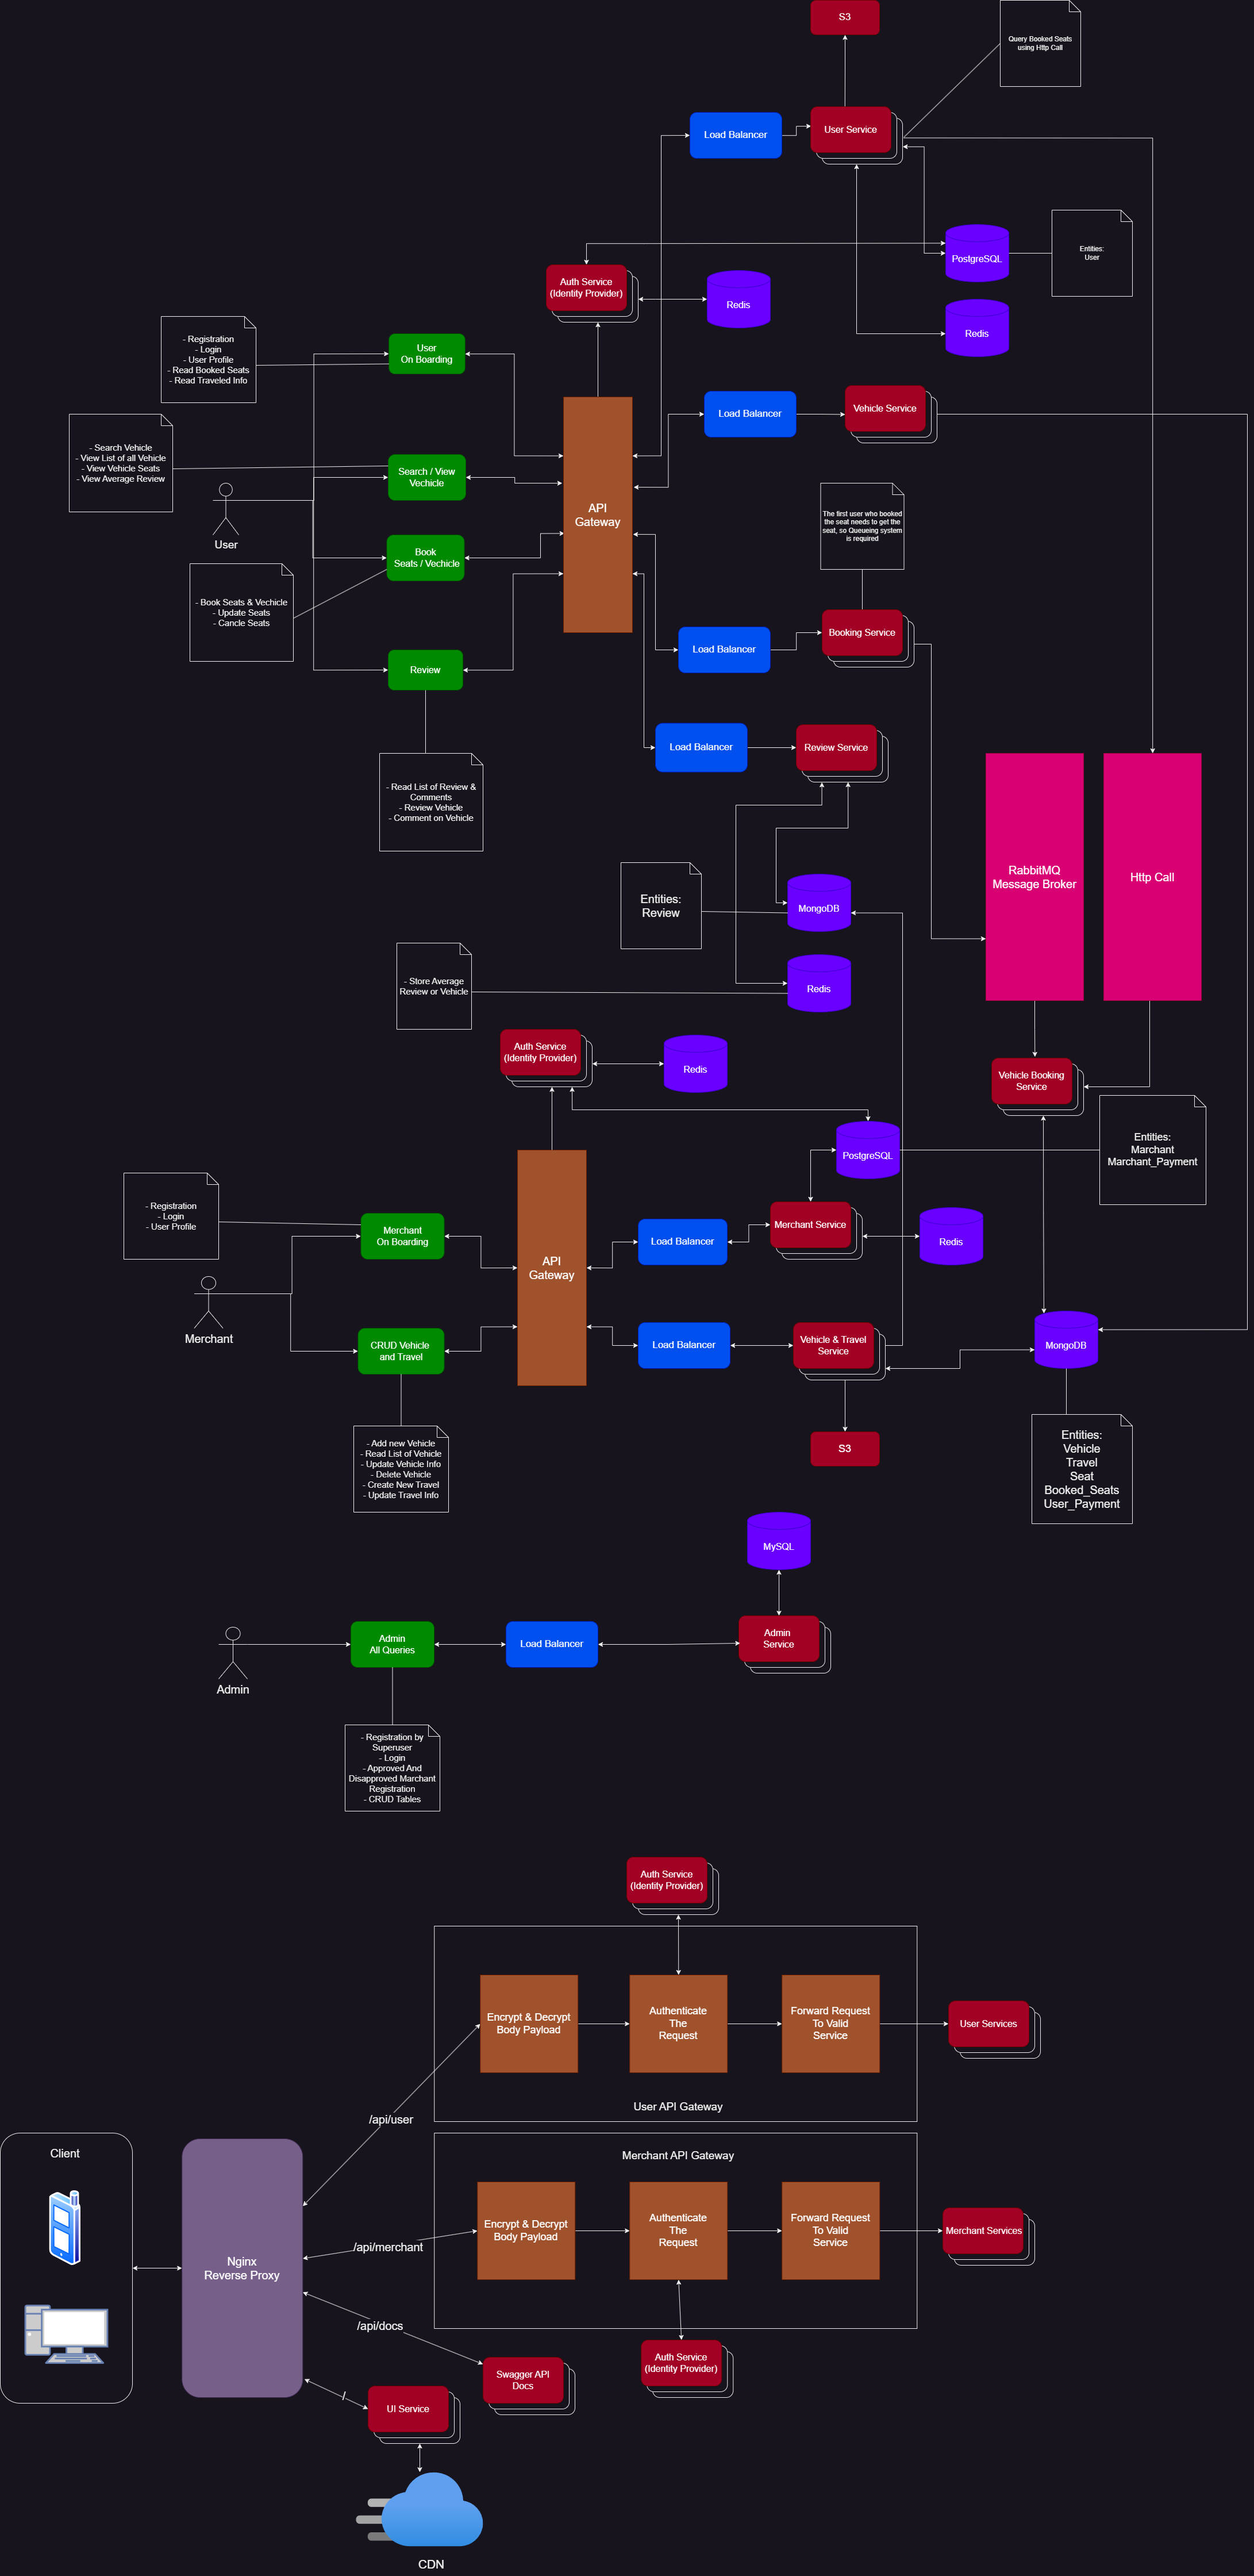 S3
Query Booked Seats
using Http Call
Load Balancer
User Service
PostgreSQL
Entities:
User
Auth Service
(Identity Provider)
Redis
Redis
- Registration
- Login
- User Profile
- Read Booked Seats
- Read Traveled Info
User
On Boarding
Load Balancer
Vehicle Service
- Search Vehicle
- View List of all Vehicle
- View Vehicle Seats
- View Average Review
Search / View
Vechicle
API
Gateway
The first user who booked
the seat needs to get the
seat, so Queueing system
is required
User
Book
Seats / Vechicle
- Book Seats & Vechicle
- Update Seats
- Cancle Seats
Load Balancer
Booking Service
Review
Load Balancer
Review Service
- Read List of Review &
Comments
- Review Vehicle
- Comment on Vehicle
RabbitMQ
Message Broker
Http Call
Entities:
Review
MongoDB
- Store Average
Review or Vehicle
Redis
Auth Service
(Identity Provider)
Redis
Vehicle Booking
Service
PostgreSQL
Entities:
Marchant
Marchant_Payment
- Registration
- Login
- User Profile
Merchant
On Boarding
API
Gateway
Load Balancer
Merchant Service
Redis
Merchant
CRUD Vehicle
and Travel
Load Balancer
Vehicle & Travel
Service
MongoDB
- Add new Vehicle
- Read List of Vehicle
- Update Vehicle Info
- Delete Vehicle
- Create New Travel
- Update Travel Info
S3
Entities:
Vehicle
Travel
Seat
Booked_Seats
User_Payment
MySQL
Admin
Admin
All Queries
Load Balancer
Admin
Service
- Registration by
Superuser
- Login
- Approved And
Disapproved Marchant
Registration
- CRUD Tables
Auth Service
(Identity Provider)
Encrypt & Decrypt
Body Payload
Authenticate
The
Request
Forward Request
To Valid
Service
User Services
User API Gateway
/api/user
Client
Merchant API Gateway
Encrypt & Decrypt
Body Payload
Authenticate
The
Request
Forward Request
To Valid
Service
Merchant Services
/api/merchant
Nginx
Reverse Proxy
/api/docs
Auth Service
(Identity Provider)
Swagger API
Docs
/
UI Service
CDN